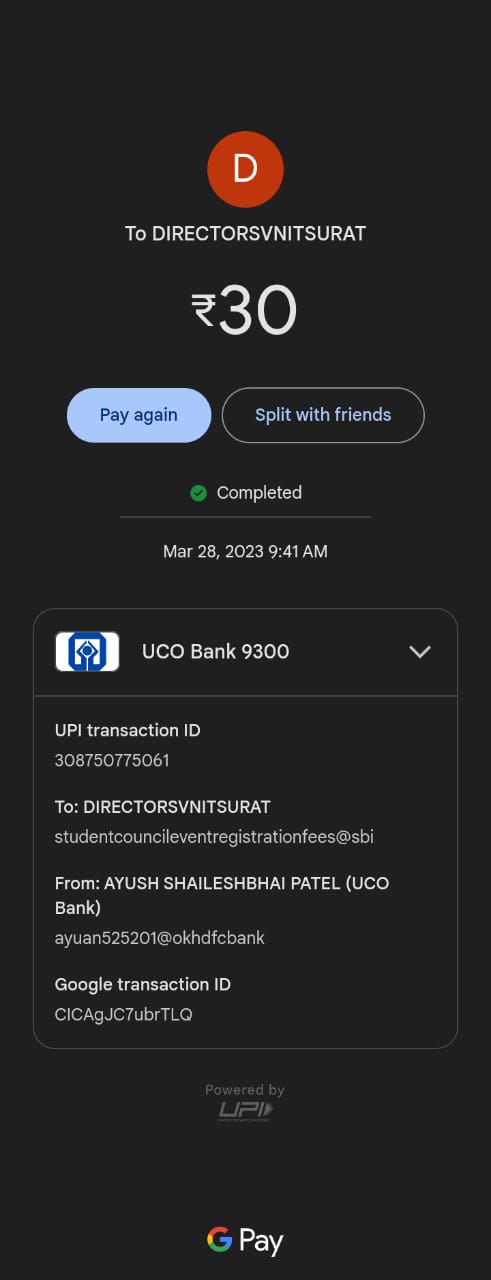 D
To DIRECTORSVNITSURAT
₹30
Pay again
Split with friends
Completed
Mar 28, 2023 9:41 AM
UCO Bank 9300
UPI transaction ID
308750775061
To: DIRECTORSVNITSURAT
studentcouncileventregistrationfees@sbi
From: AYUSH SHAILESHBHAI PATEL (UCO
Bank)
ayuan525201@okhdfcbank
Google transaction ID
CICAgJC7ubrTLQ
Powered by
UPI
G Pay